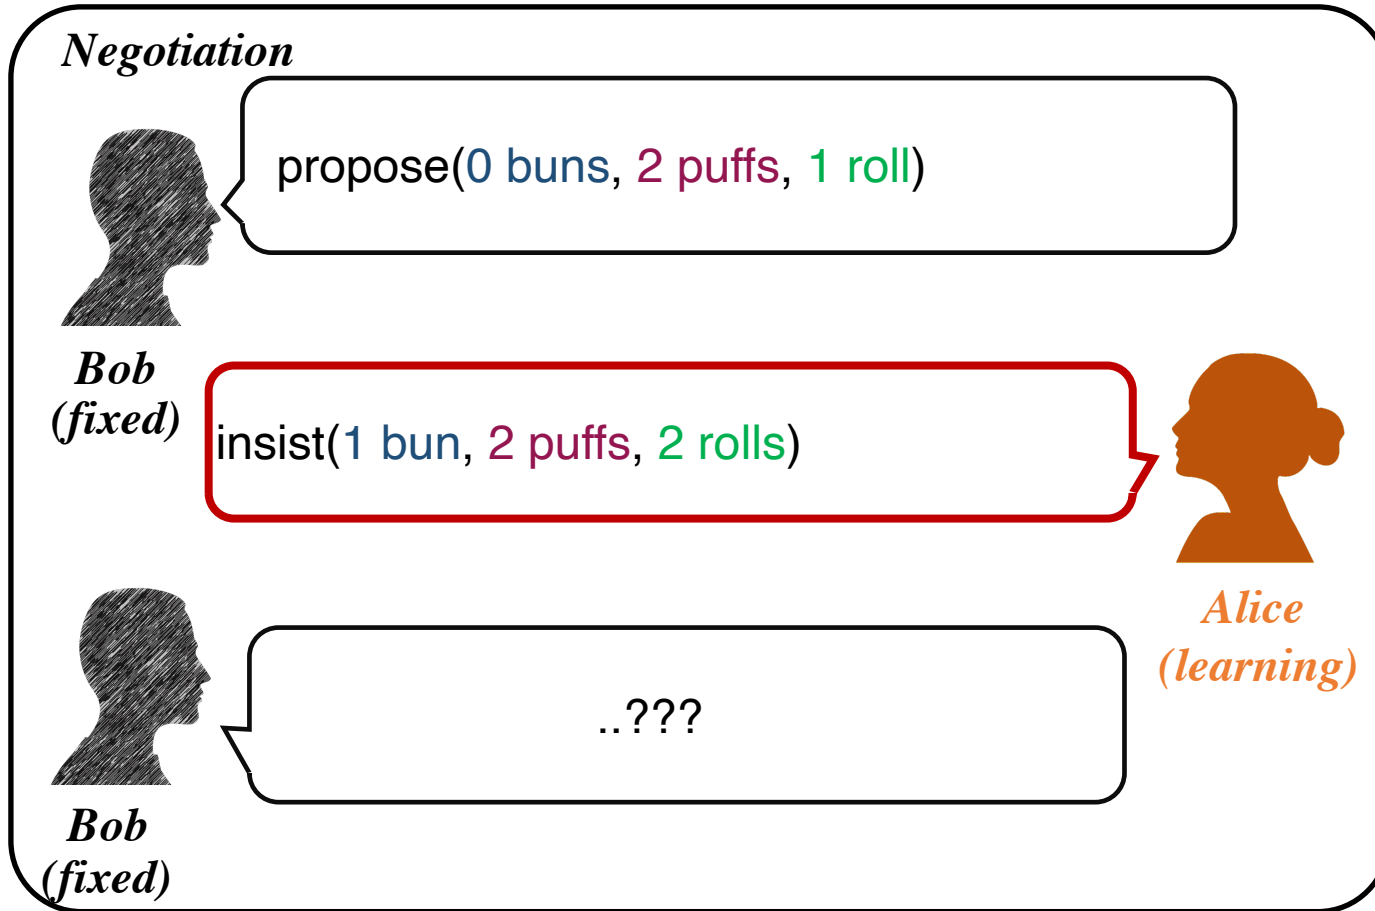 Negotiation
propose(0 buns, 2 puffs, 1 roll)
Bob
(fixed)
insist(1 bun, 2 puffs, 2 rolls)
Alice
(learning)
..???
Bob
(fixed)